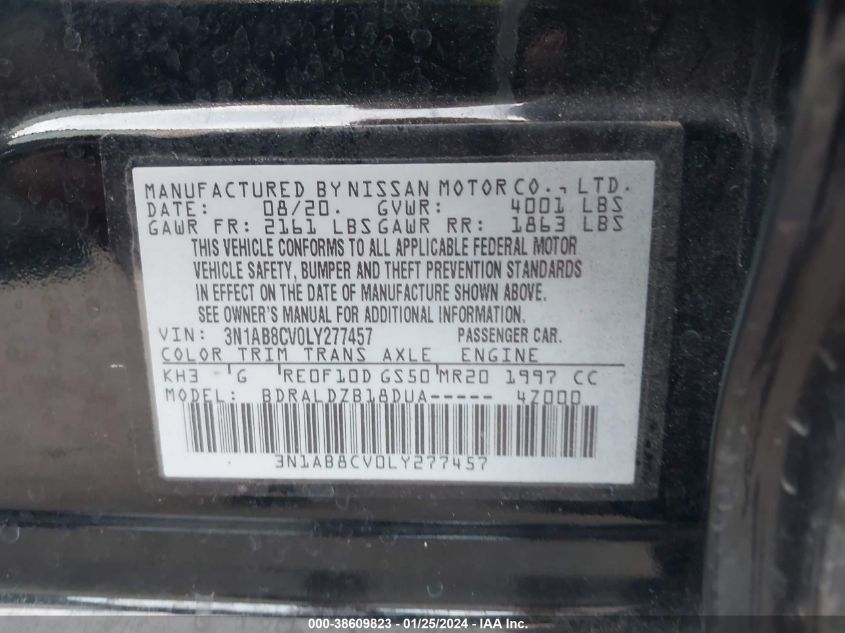 MANUFACTURED BY NISSAN MOTOR CO., LTD.
DATE: 08/20. GVWR: 4001 LBS
GAWR FR: 2161 LBS GAWR RR: 1863 LBS
THIS VEHICLE CONFORMS TO ALL APPLICABLE FEDERAL MOTOR
VEHICLE SAFETY, BUMPER AND THEFT PREVENTION STANDARDS
IN EFFECT ON THE DATE OF MANUFACTURE SHOWN ABOVE.
SEE OWNER'S MANUAL FOR ADDITIONAL INFORMATION.
VIN: 3N1AB8CV0LY277457 PASSENGER CAR.
COLOR TRIM TRANS AXLE ENGINE
KH3 G RE0F10D GS50 MR20 1997 CC
MODEL: BDRALDZB18DUA----- 4Z000
3N1AB8CV0LY277457
000-38609823 - 01/25/2024 - IAA Inc.